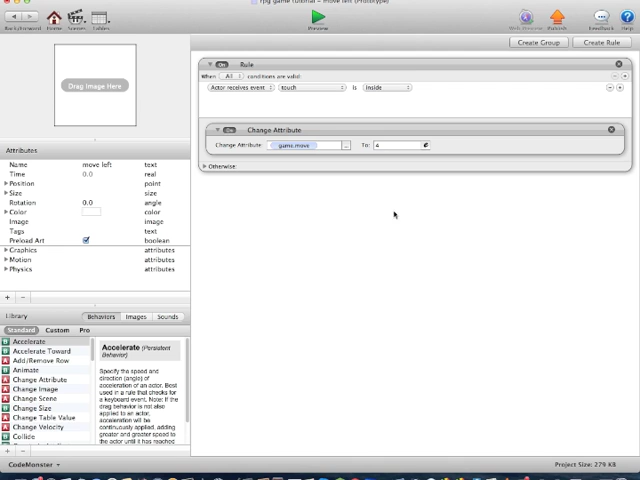 rpg game tutorial - move left (Prototype)
Back/Forward Home Scenes Tables Preview Web Preview Publish Feedback Help
Create Group Create Rule
Drag Image Here
On Rule
When All conditions are valid
Actor receives event touch is inside
On Change Attribute
Change Attribute: game.move ... To: 4
Otherwise
Attributes
Name move left text
Time 0.0 real
Position point
Size size
Rotation 0.0 angle
Color color
Image image
Tags text
Preload Art boolean
Graphics attributes
Motion attributes
Physics attributes
+ -
Library Behaviors Images Sounds
Standard Custom Pro
Accelerate
Accelerate Toward
Add/Remove Row
Animate
Change Attribute
Change Image
Change Scene
Change Size
Change Table Value
Change Velocity
Collide
Accelerate (Persistent
Behavior)
Specify the speed and
direction (angle) of
acceleration of an actor. Best
used in a rule that checks for
a keyboard event. Note: If the
drag behavior is not also
applied to an actor,
acceleration will be
continuously applied, adding
greater and greater speed to
the actor until it has reached
+ -
CodeMonster Project Size: 279 KB